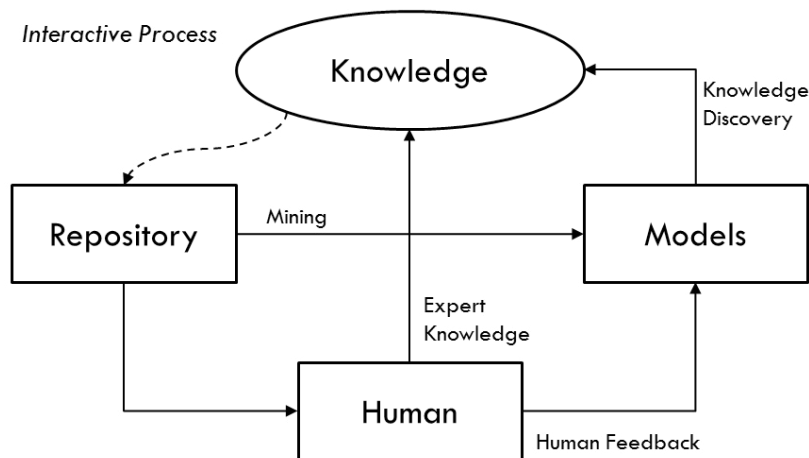 Interactive Process
Knowledge
Knowledge
Discovery
Repository
Mining
Models
Expert
Knowledge
Human
Human Feedback